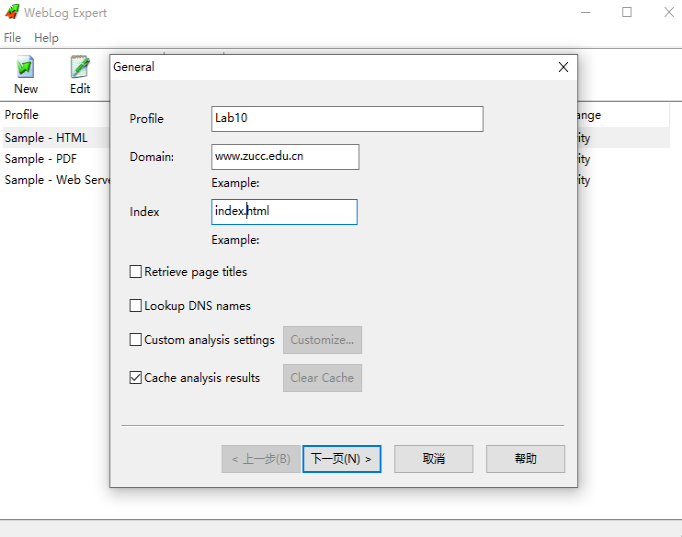 WebLog Expert
File Help
New Edit
General
Profile
Sample - HTML
Sample - PDF
Sample - Web Serve
ange
ity
ity
ity
Profile Lab10
Domain: www.zucc.edu.cn
Example:
Index index.html
Example:
Retrieve page titles
Lookup DNS names
Custom analysis settings Customize...
Cache analysis results Clear Cache
< 上一步(B) 下一页(N) > 取消 帮助